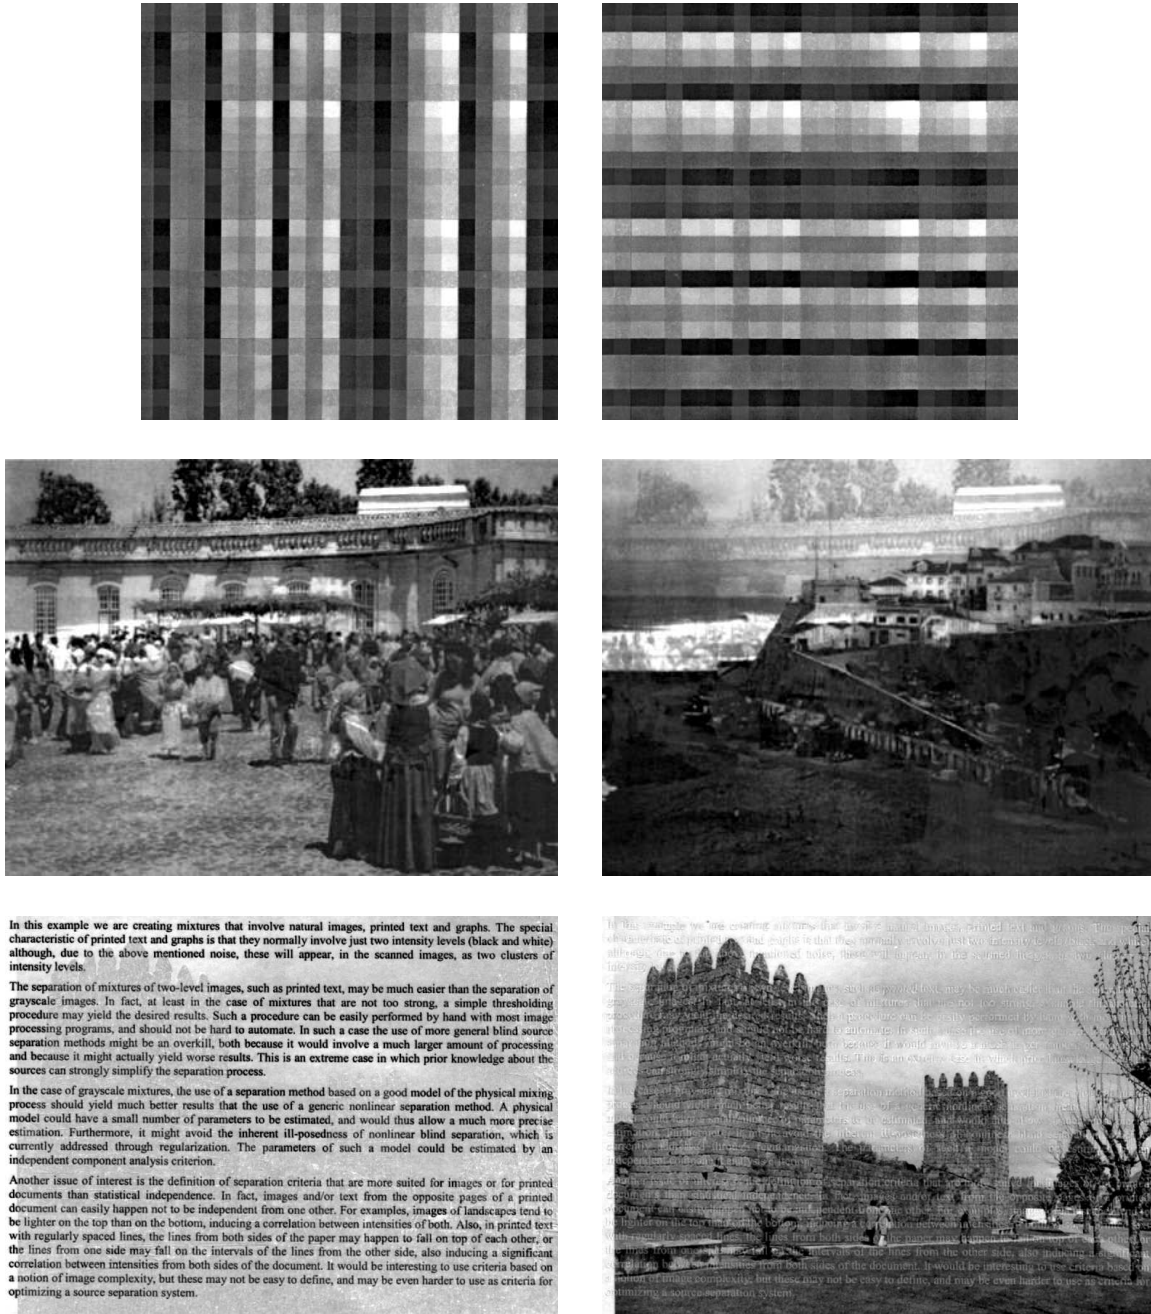 In this example we are creating mixtures that involve natural images, printed text and graphs. The special
characteristic of printed text and graphs is that they normally involve just two intensity levels (black and white)
although, due to the above mentioned noise, these will appear, in the scanned images, as two clusters of
intensity levels.
The separation of mixtures of two-level images, such as printed text, may be much easier than the separation of
grayscale images. In fact, at least in the case of mixtures that are not too strong, a simple thresholding
procedure may yield the desired results. Such a procedure can be easily performed by hand with most image
processing programs, and should not be hard to automate. In such a case the use of more general blind source
separation methods might be an overkill, both because it would involve a much larger amount of processing
and because it might actually yield worse results. This is an extreme case in which prior knowledge about the
sources can strongly simplify the separation process.
In the case of grayscale mixtures, the use of a separation method based on a good model of the physical mixing
process should yield much better results that the use of a generic nonlinear separation method. A physical
model could have a small number of parameters to be estimated, and would thus allow a much more precise
estimation. Furthermore, it might avoid the inherent ill-posedness of nonlinear blind separation, which is
currently addressed through regularization. The parameters of such a model could be estimated by an
independent component analysis criterion.
Another issue of interest is the definition of separation criteria that are more suited for images or for printed
documents than statistical independence. In fact, images and/or text from the opposite pages of a printed
document can easily happen not to be independent from one other. For examples, images of landscapes tend to
be lighter on the top than on the bottom, inducing a correlation between intensities of both. Also, in printed text
with regularly spaced lines, the lines from both sides of the paper may happen to fall on top of each other, or
the lines from one side may fall on the intervals of the lines from the other side, also inducing a significant
correlation between intensities from both sides of the document. It would be interesting to use criteria based on
a notion of image complexity, but these may not be easy to define, and may be even harder to use as criteria for
optimizing a source separation system.